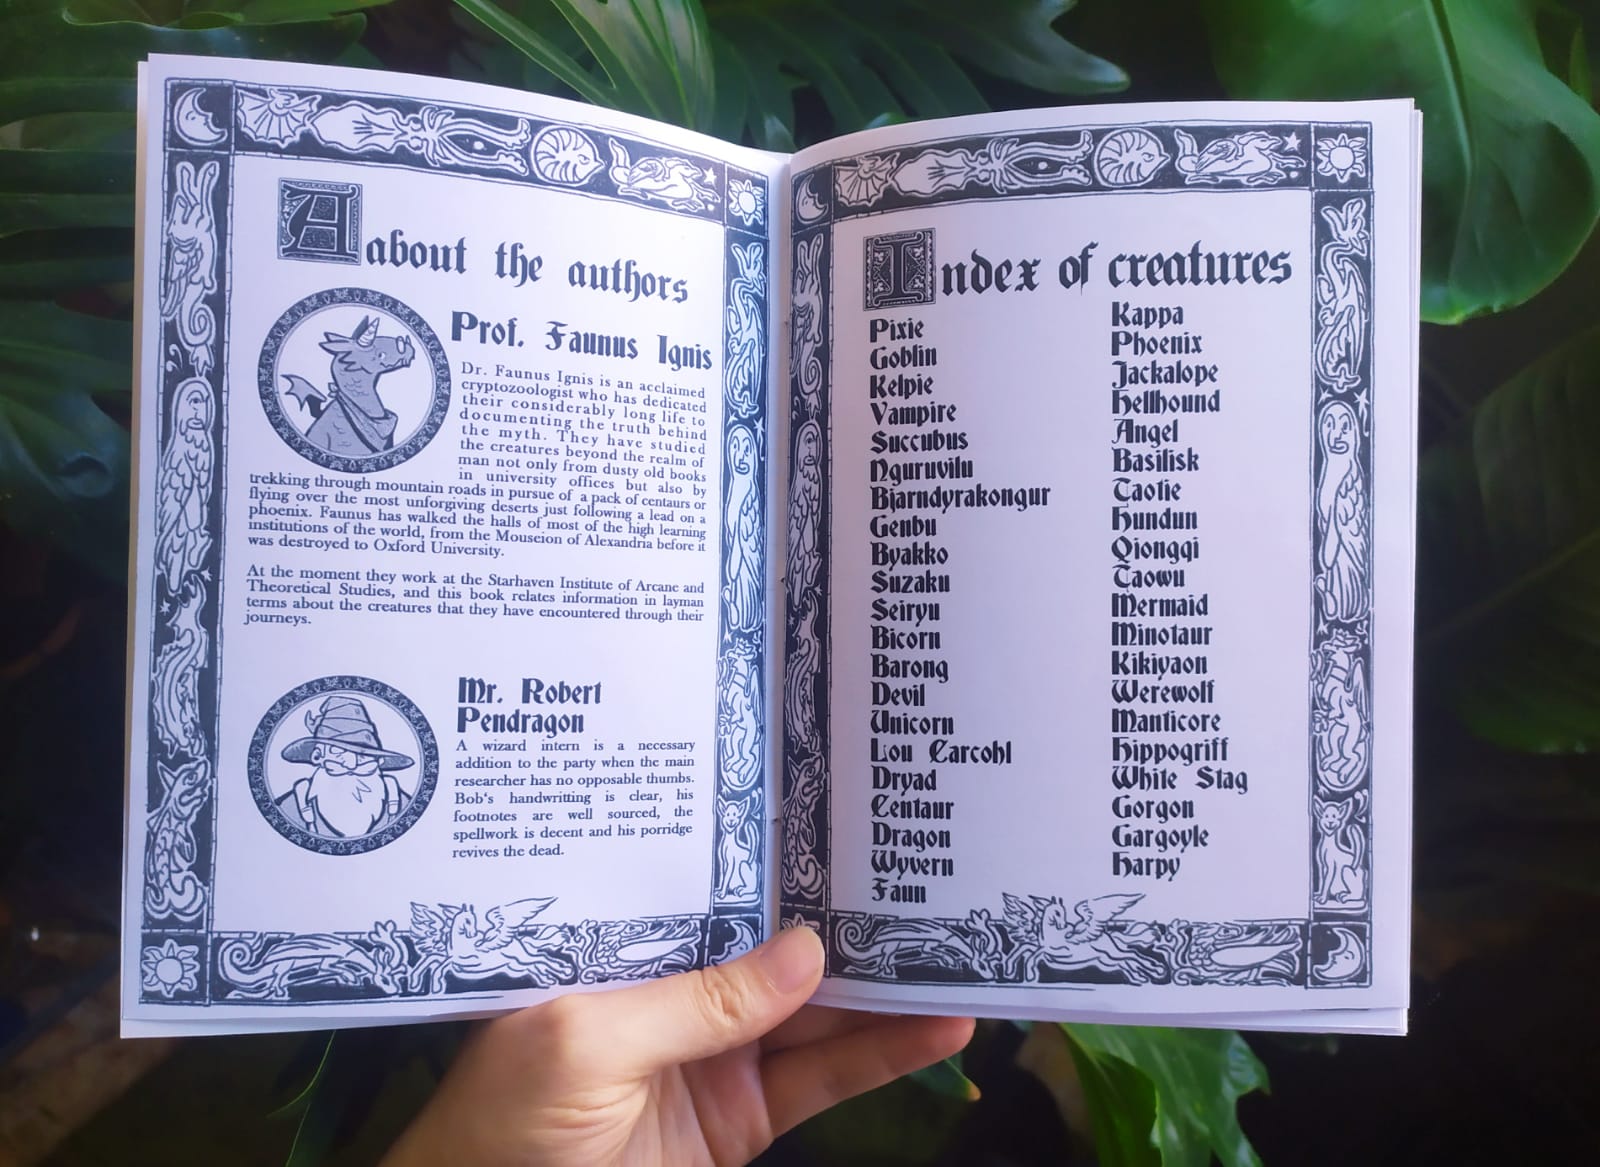 About the authors
Prof. Faunus Ignis
Dr. Faunus Ignis is an acclaimed
cryptozoologist who has dedicated
their considerably long life to
documenting the truth behind
the myth. They have studied
the creatures beyond the realm of
man not only from dusty old books
in university offices but also by
trekking through mountain roads in pursue of a pack of centaurs or
flying over the most unforgiving deserts just following a lead on a
phoenix. Faunus has walked the halls of most of the high learning
institutions of the world, from the Mouseion of Alexandria before it
was destroyed to Oxford University.
At the moment they work at the Starhaven Institute of Arcane and
Theoretical Studies, and this book relates information in layman
terms about the creatures that they have encountered through their
journeys.
Mr. Robert
Pendragon
A wizard intern is a necessary
addition to the party when the main
researcher has no opposable thumbs.
Bob's handwritting is clear, his
footnotes are well sourced, the
spellwork is decent and his porridge
revives the dead.
Index of creatures
Pixie
Goblin
Kelpie
Vampire
Succubus
Nguruvilu
Bjarndyrakongur
Genbu
Byakko
Suzaku
Seiryu
Bicorn
Barong
Devil
Unicorn
Lou Carcohl
Dryad
Centaur
Dragon
Wyvern
Faun
Kappa
Phoenix
Jackalope
Hellhound
Angel
Basilisk
Taotie
Hundun
Qiongqi
Taowu
Mermaid
Minotaur
Kikiyaon
Werewolf
Manticore
Hippogriff
White Stag
Gorgon
Gargoyle
Harpy